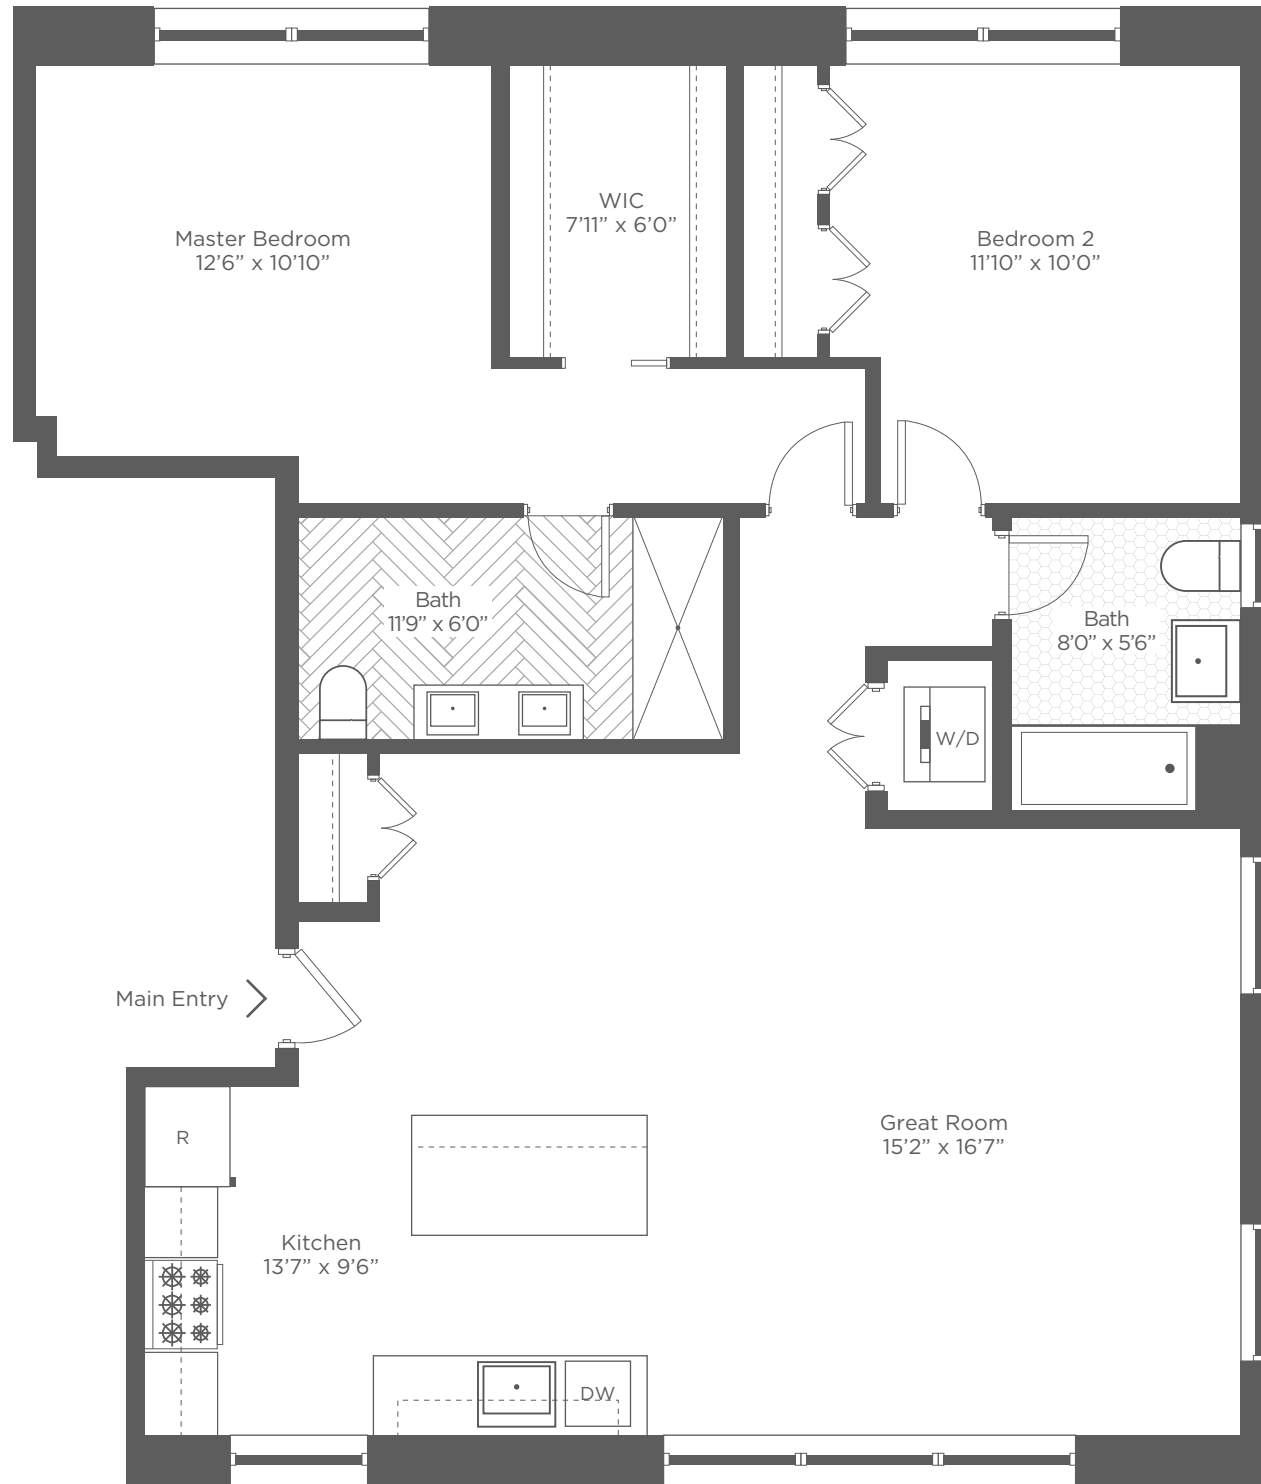 WIC
7'11" x 6'0"
Master Bedroom
12'6" x 10'10"
Bedroom 2
11'10" x 10'0"
Bath
11'9" x 6'0"
Bath
8'0" x 5'6"
W/D
Main Entry
R
Great Room
15'2" x 16'7"
Kitchen
13'7" x 9'6"
DW